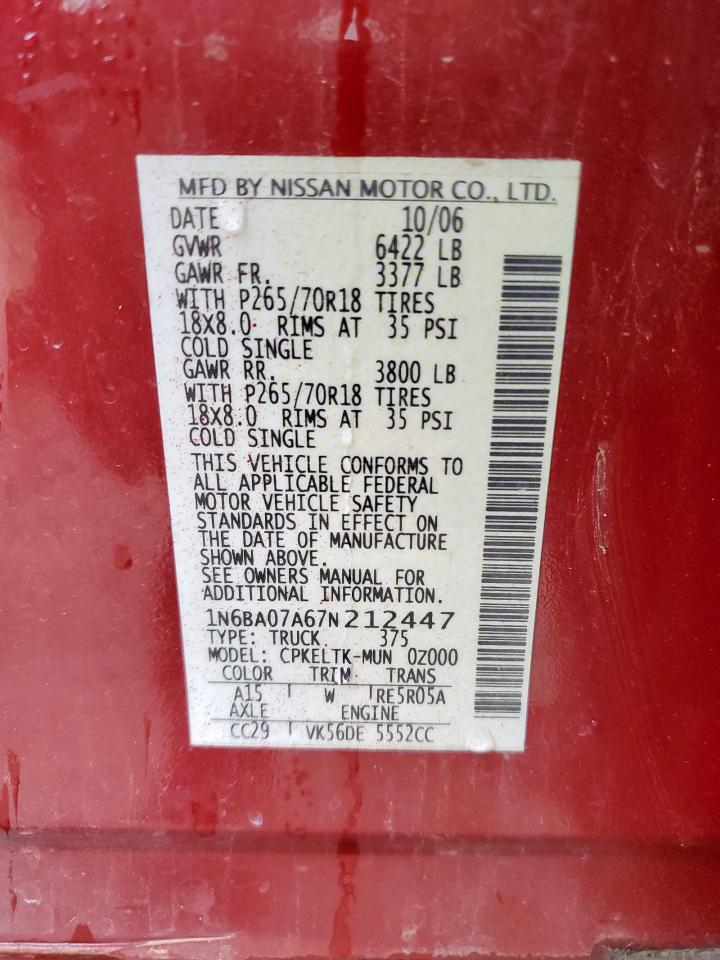 MFD BY NISSAN MOTOR CO., LTD.
DATE 10/06
GVWR 6422 LB
GAWR FR. 3377 LB
WITH P265/70R18 TIRES
18X8.0 RIMS AT 35 PSI
COLD SINGLE
GAWR RR. 3800 LB
WITH P265/70R18 TIRES
18X8.0 RIMS AT 35 PSI
COLD SINGLE
THIS VEHICLE CONFORMS TO
ALL APPLICABLE FEDERAL
MOTOR VEHICLE SAFETY
STANDARDS IN EFFECT ON
THE DATE OF MANUFACTURE
SHOWN ABOVE.
SEE OWNERS MANUAL FOR
ADDITIONAL INFORMATION.
1N6BA07A67N212447
TYPE: TRUCK 375
MODEL: CPKELTK-MUN 0Z000
COLOR TRIM TRANS
A15 W RE5R05A
AXLE ENGINE
CC29 VK56DE 5552CC